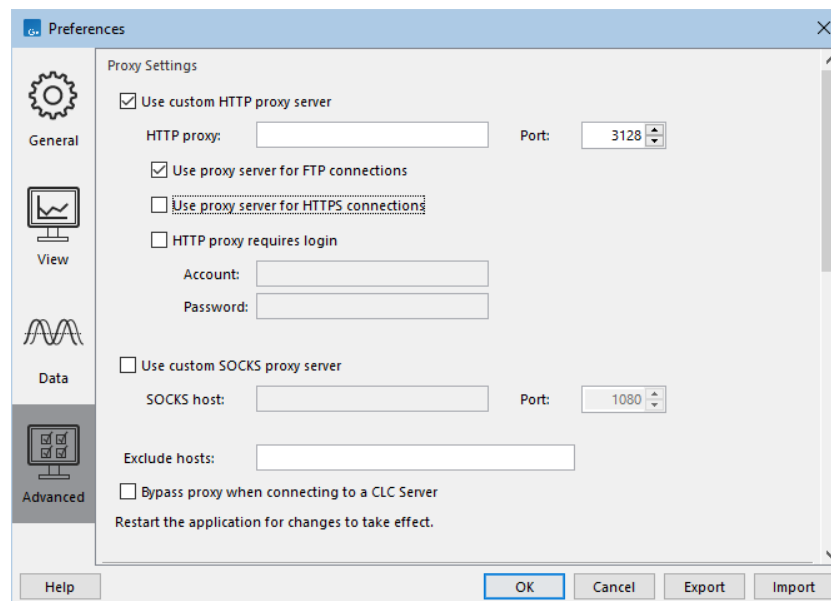 Preferences
Proxy Settings
Use custom HTTP proxy server
HTTP proxy: Port: 3128
Use proxy server for FTP connections
Use proxy server for HTTPS connections
HTTP proxy requires login
Account:
Password:
Use custom SOCKS proxy server
SOCKS host: Port: 1080
Exclude hosts:
Bypass proxy when connecting to a CLC Server
Restart the application for changes to take effect.
General
View
Data
Advanced
Help OK Cancel Export Import